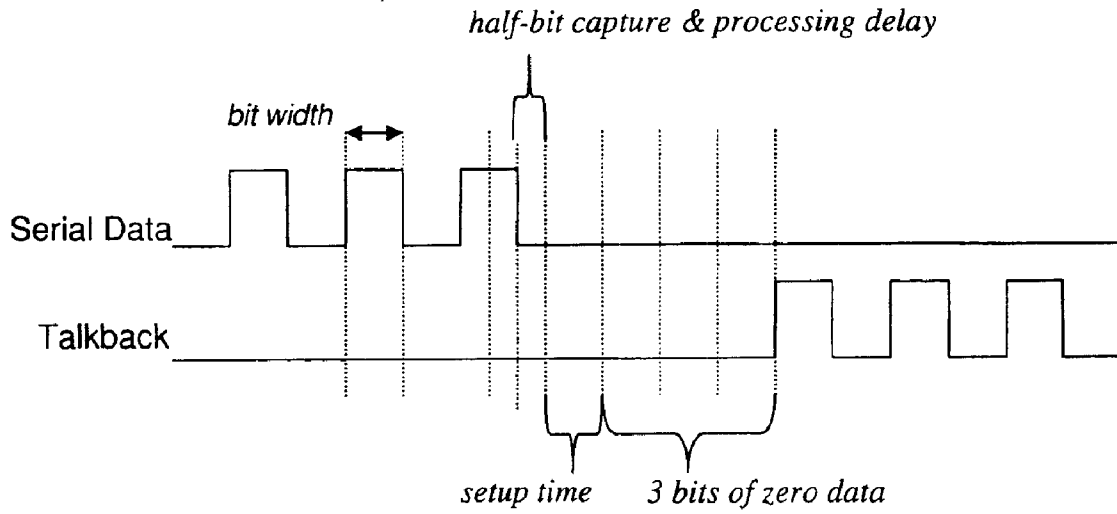 half-bit capture & processing delay
bit width
Serial Data
Talkback
setup time
3 bits of zero data